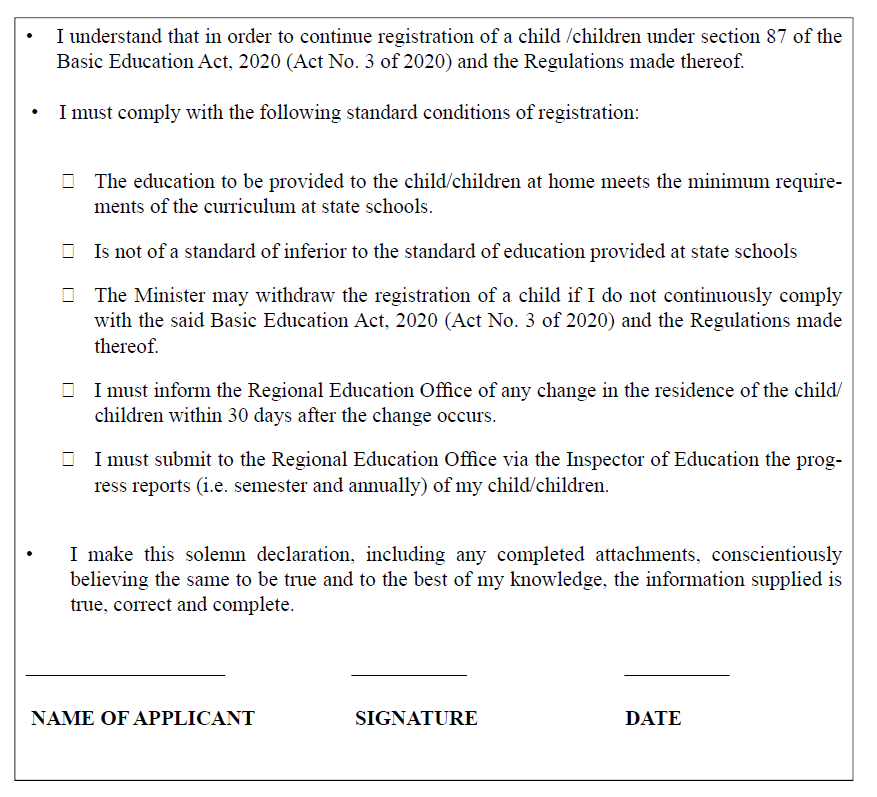 • I understand that in order to continue registration of a child /children under section 87 of the
Basic Education Act, 2020 (Act No. 3 of 2020) and the Regulations made thereof.
• I must comply with the following standard conditions of registration:
□ The education to be provided to the child/children at home meets the minimum require-
ments of the curriculum at state schools.
□ Is not of a standard of inferior to the standard of education provided at state schools
□ The Minister may withdraw the registration of a child if I do not continuously comply
with the said Basic Education Act, 2020 (Act No. 3 of 2020) and the Regulations made
thereof.
□ I must inform the Regional Education Office of any change in the residence of the child/
children within 30 days after the change occurs.
□ I must submit to the Regional Education Office via the Inspector of Education the prog-
ress reports (i.e. semester and annually) of my child/children.
• I make this solemn declaration, including any completed attachments, conscientiously
believing the same to be true and to the best of my knowledge, the information supplied is
true, correct and complete.
NAME OF APPLICANT SIGNATURE DATE